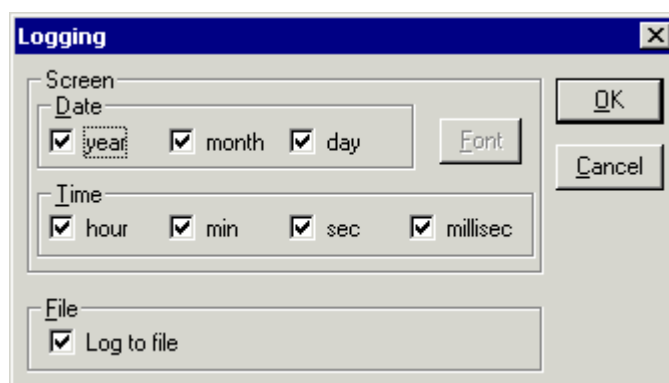 Logging
Screen
Date
year month day
Font
Time
hour min sec millisec
OK
Cancel
File
Log to file